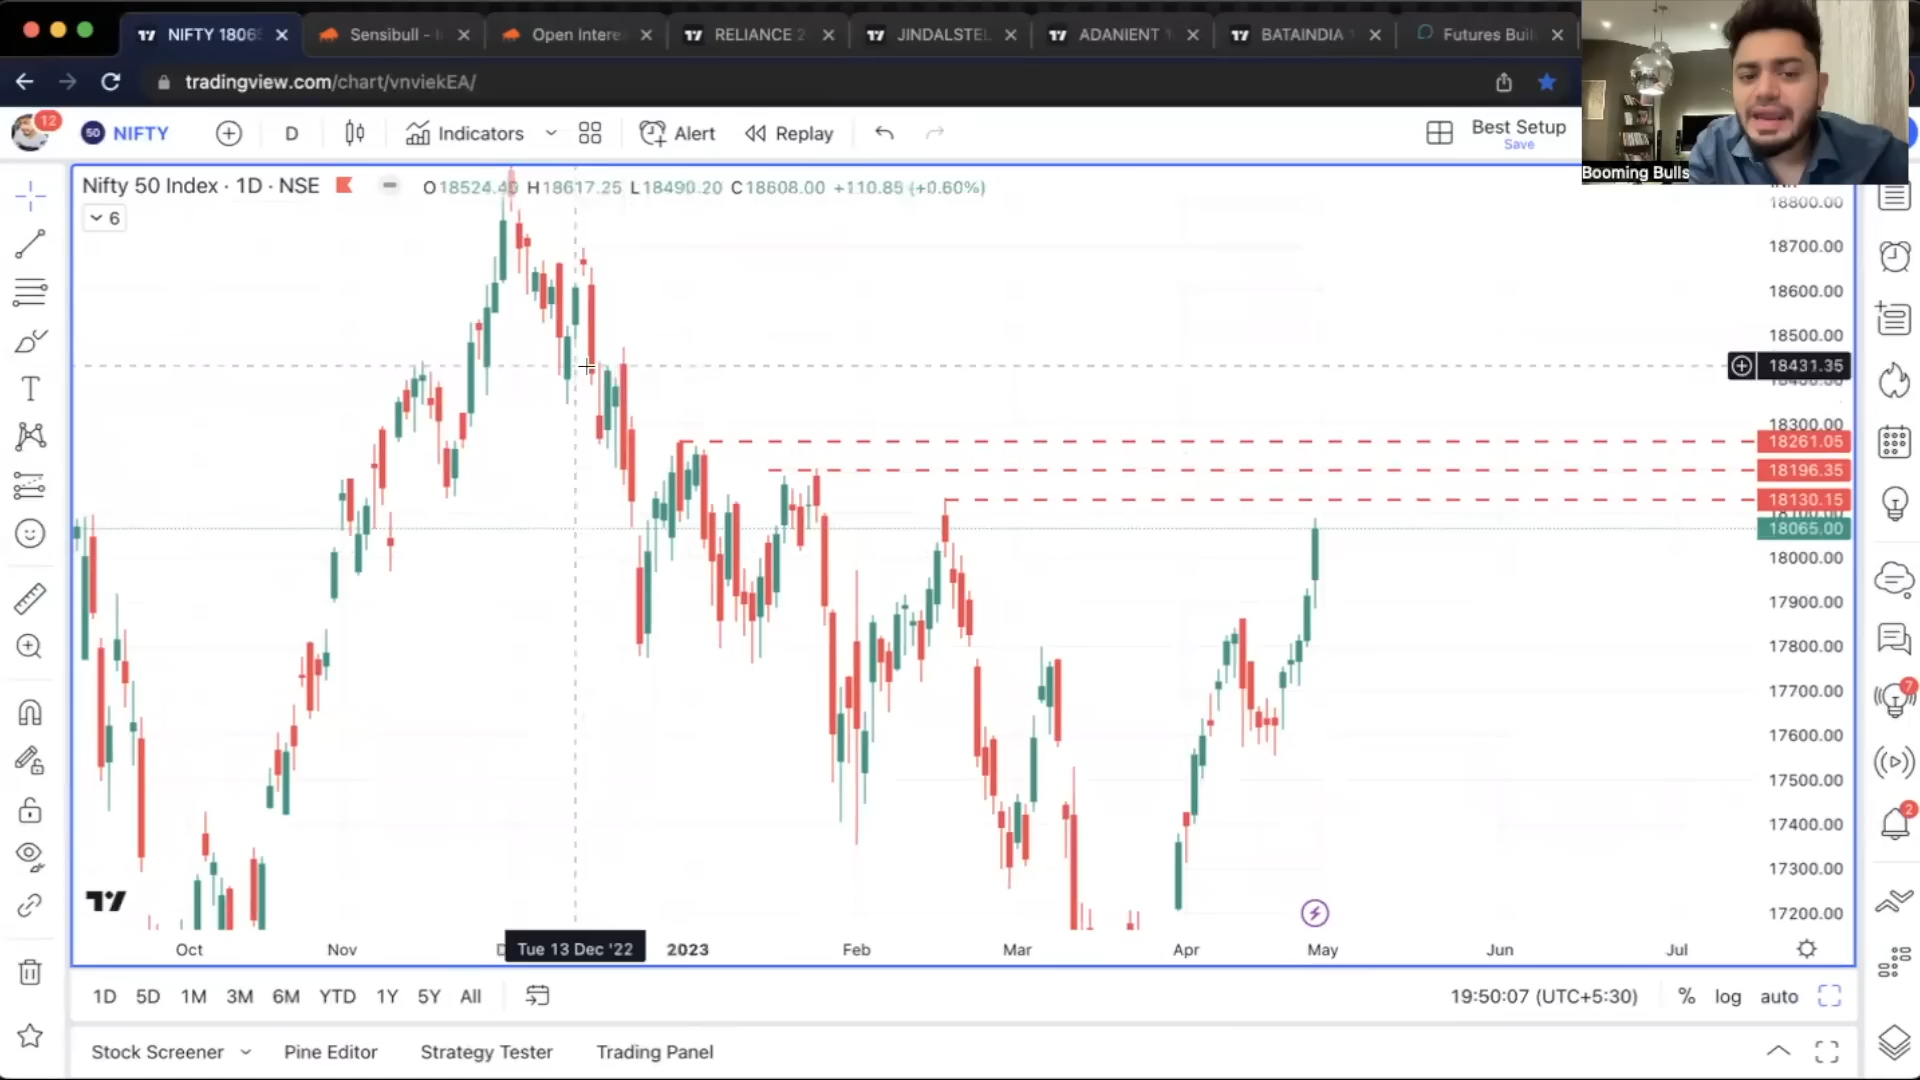 NIFTY 1806
Sensibull -
Open Intere
RELIANCE 2
JINDALSTEL
ADANIENT 1
BATAINDIA 1
Futures Buil
tradingview.com/chart/vnviekEA/
12
50 NIFTY
D
Indicators
Alert
Replay
Best Setup
Save
Booming Bulls
Nifty 50 Index · 1D · NSE
O18524.40 H18617.25 L18490.20 C18608.00 +110.85 (+0.60%)
6
18800.00
18700.00
18600.00
18500.00
18431.35
18300.00
18261.05
18196.35
18130.15
18065.00
18000.00
17900.00
17800.00
17700.00
17600.00
17500.00
17400.00
17300.00
17200.00
7
2
Oct
Nov
Tue 13 Dec '22
2023
Feb
Mar
Apr
May
Jun
Jul
1D 5D 1M 3M 6M YTD 1Y 5Y All
19:50:07 (UTC+5:30)
% log auto
Stock Screener
Pine Editor
Strategy Tester
Trading Panel